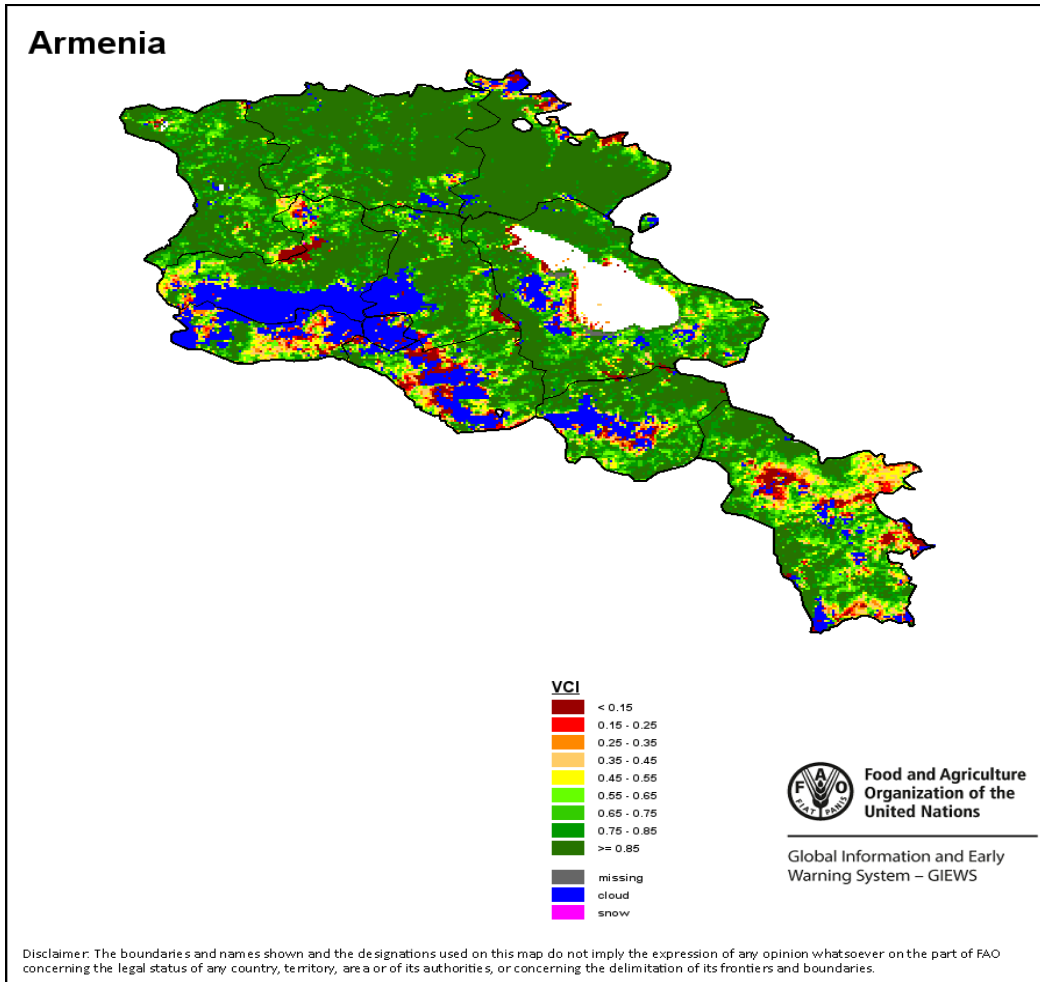 Armenia
VCI
< 0.15
0.15 - 0.25
0.25 - 0.35
0.35 - 0.45
0.45 - 0.55
0.55 - 0.65
0.65 - 0.75
0.75 - 0.85
>= 0.85
missing
cloud
snow
F A O
FIAT PANIS
Food and Agriculture
Organization of the
United Nations
Global Information and Early
Warning System – GIEWS
Disclaimer: The boundaries and names shown and the designations used on this map do not imply the expression of any opinion whatsoever on the part of FAO
concerning the legal status of any country, territory, area or of its authorities, or concerning the delimitation of its frontiers and boundaries.